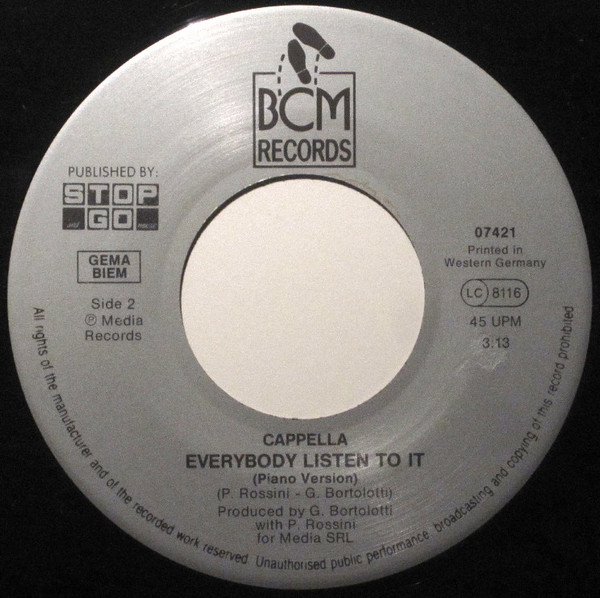 BCM
RECORDS
PUBLISHED BY:
STOP
GO
GEMA
BIEM
Side 2
℗ Media
Records
07421
Printed in
Western Germany
LC 8116
45 UPM
3:13
CAPPELLA
EVERYBODY LISTEN TO IT
(Piano Version)
(P. Rossini - G. Bortolotti)
Produced by G. Bortolotti
with P. Rossini
for Media SRL
All rights of the manufacturer and of the recorded work reserved. Unauthorised public performance, broadcasting and copying of this record prohibited